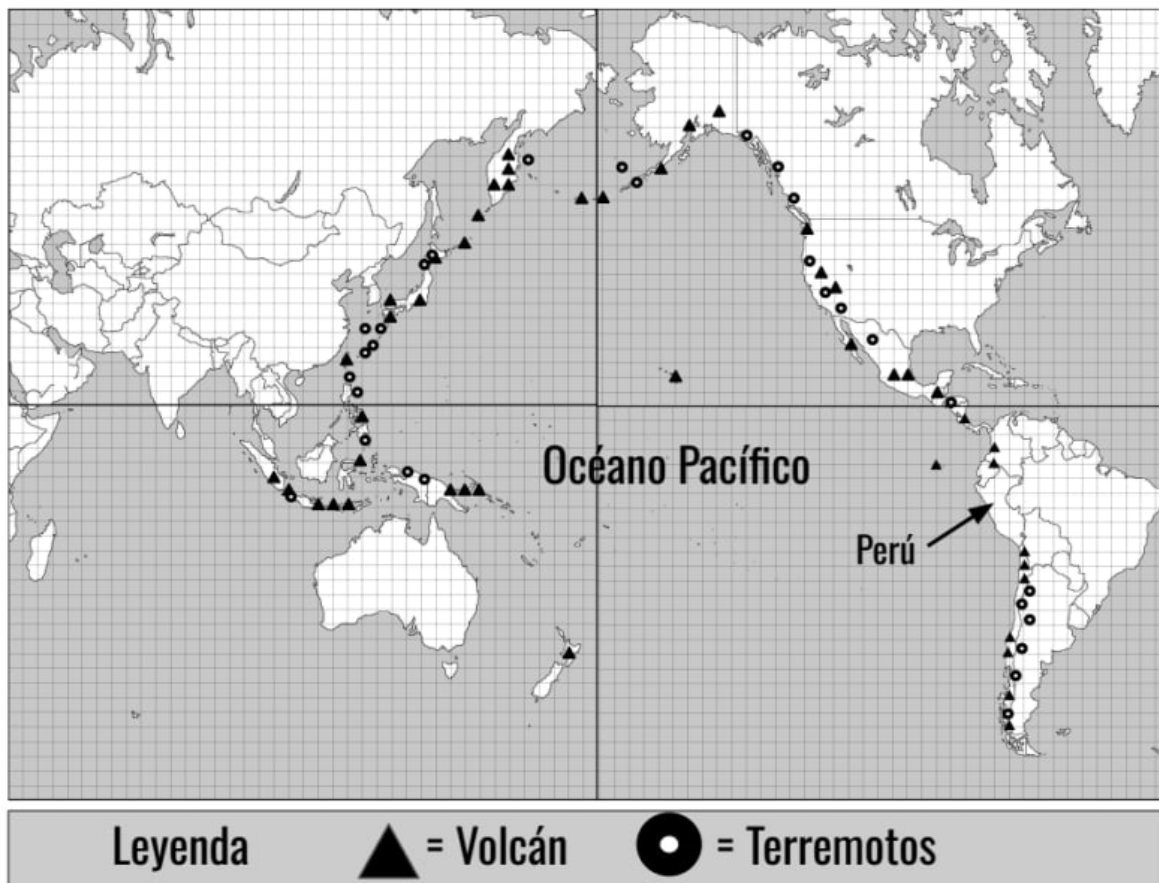 Océano Pacífico
Perú
Leyenda = Volcán = Terremotos